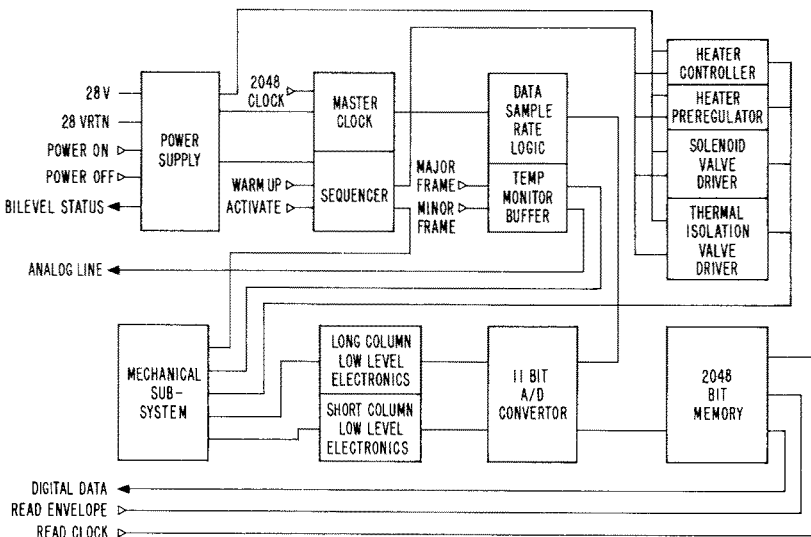 28V
28 VRTN
POWER ON
POWER OFF
BILEVEL STATUS
ANALOG LINE
POWER
SUPPLY
2048
CLOCK
WARM UP
ACTIVATE
MASTER
CLOCK
SEQUENCER
MAJOR
FRAME
MINOR
FRAME
DATA
SAMPLE
RATE
LOGIC
TEMP
MONITOR
BUFFER
HEATER
CONTROLLER
HEATER
PREREGULATOR
SOLENOID
VALVE
DRIVER
THERMAL
ISOLATION
VALVE
DRIVER
MECHANICAL
SUB-
SYSTEM
LONG COLUMN
LOW LEVEL
ELECTRONICS
SHORT COLUMN
LOW LEVEL
ELECTRONICS
11 BIT
A/D
CONVERTOR
2048
BIT
MEMORY
DIGITAL DATA
READ ENVELOPE
READ CLOCK